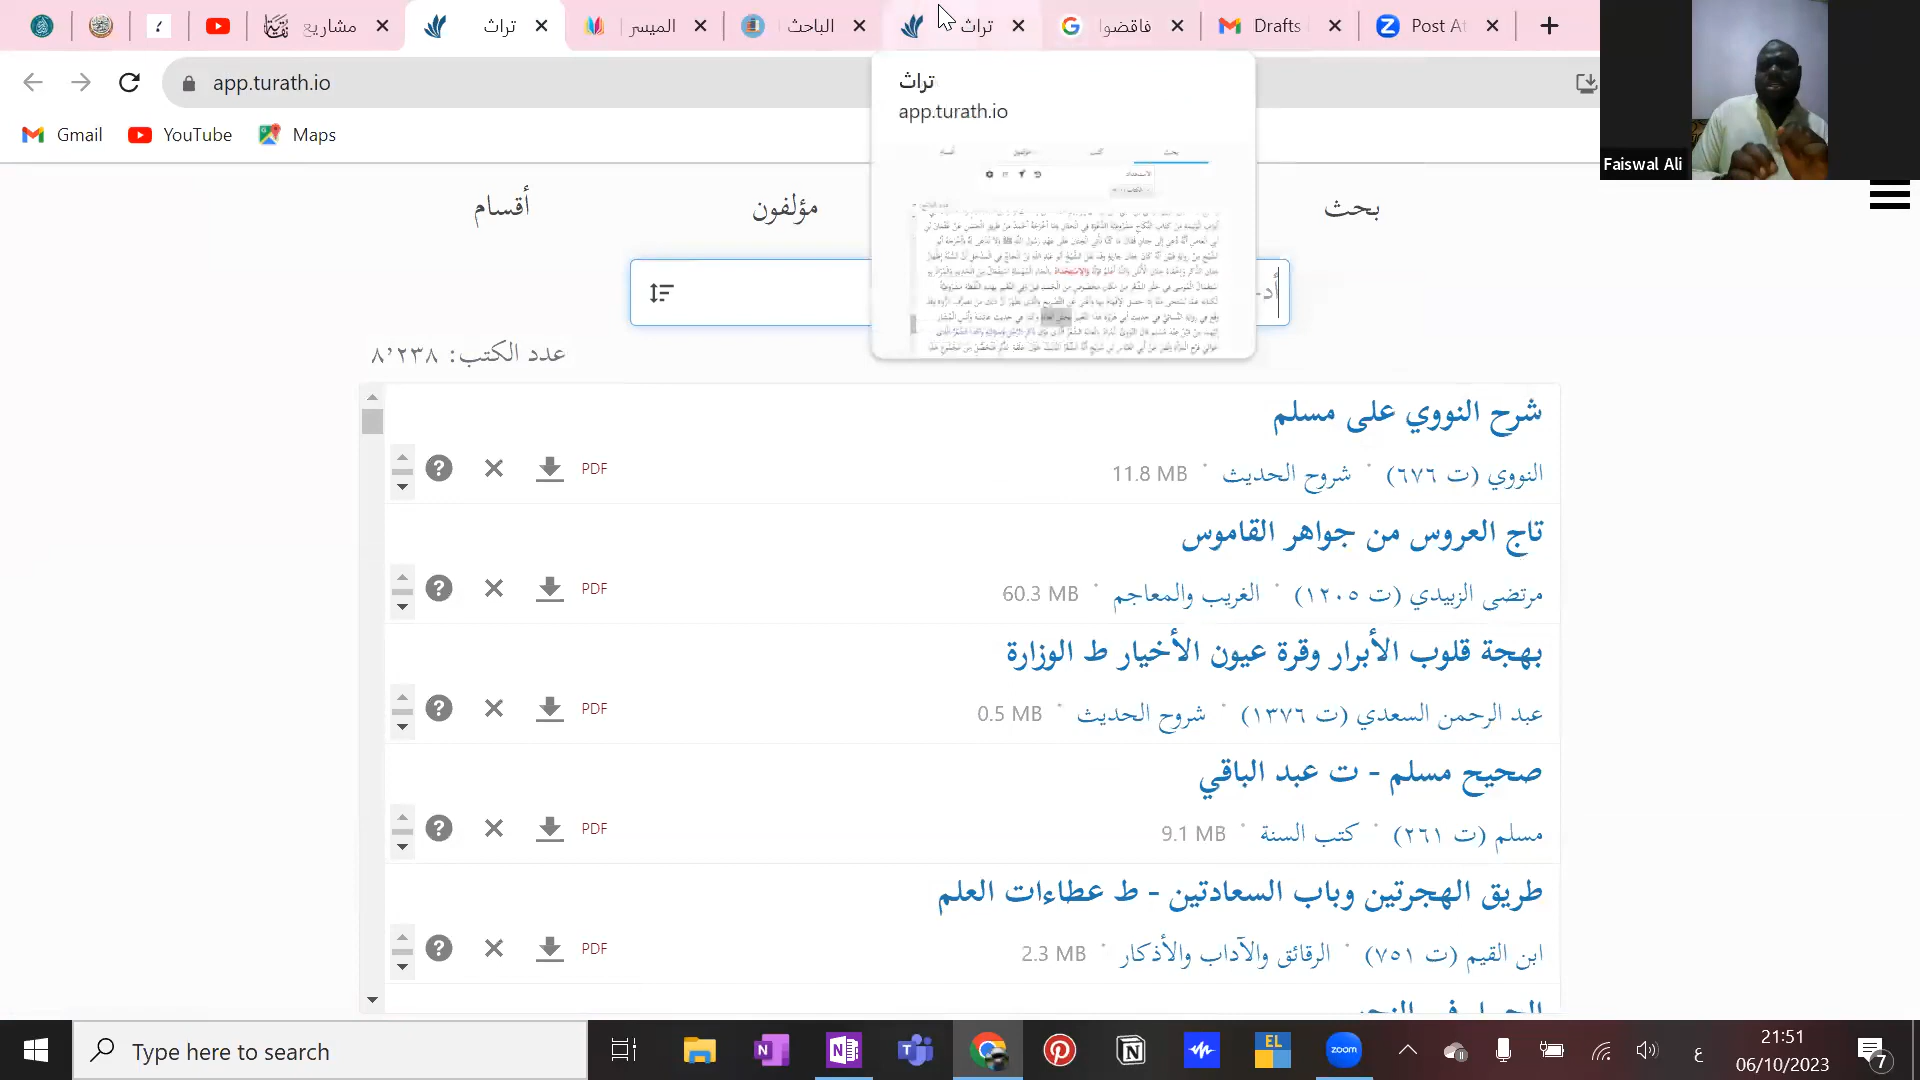 مشاريع
تراث
الميسر
الباحث
تراث
فاقضوا
Drafts
Post At
app.turath.io
Gmail
YouTube
Maps
تراث
app.turath.io
Faiswal Ali
بحث
مؤلفون
أقسام
عدد الكتب: ٨٬٢٣٨
شرح النووي على مسلم
النووي (ت ٦٧٦) • شروح الحديث • 11.8 MB
PDF
تاج العروس من جواهر القاموس
مرتضى الزبيدي (ت ١٢٠٥) • الغريب والمعاجم • 60.3 MB
PDF
بهجة قلوب الأبرار وقرة عيون الأخيار ط الوزارة
عبد الرحمن السعدي (ت ١٣٧٦) • شروح الحديث • 0.5 MB
PDF
صحيح مسلم - ت عبد الباقي
مسلم (ت ٢٦١) • كتب السنة • 9.1 MB
PDF
طريق الهجرتين وباب السعادتين - ط عطاءات العلم
ابن القيم (ت ٧٥١) • الرقائق والآداب والأذكار • 2.3 MB
PDF
Type here to search
EL
zoom
ع
21:51
06/10/2023
7